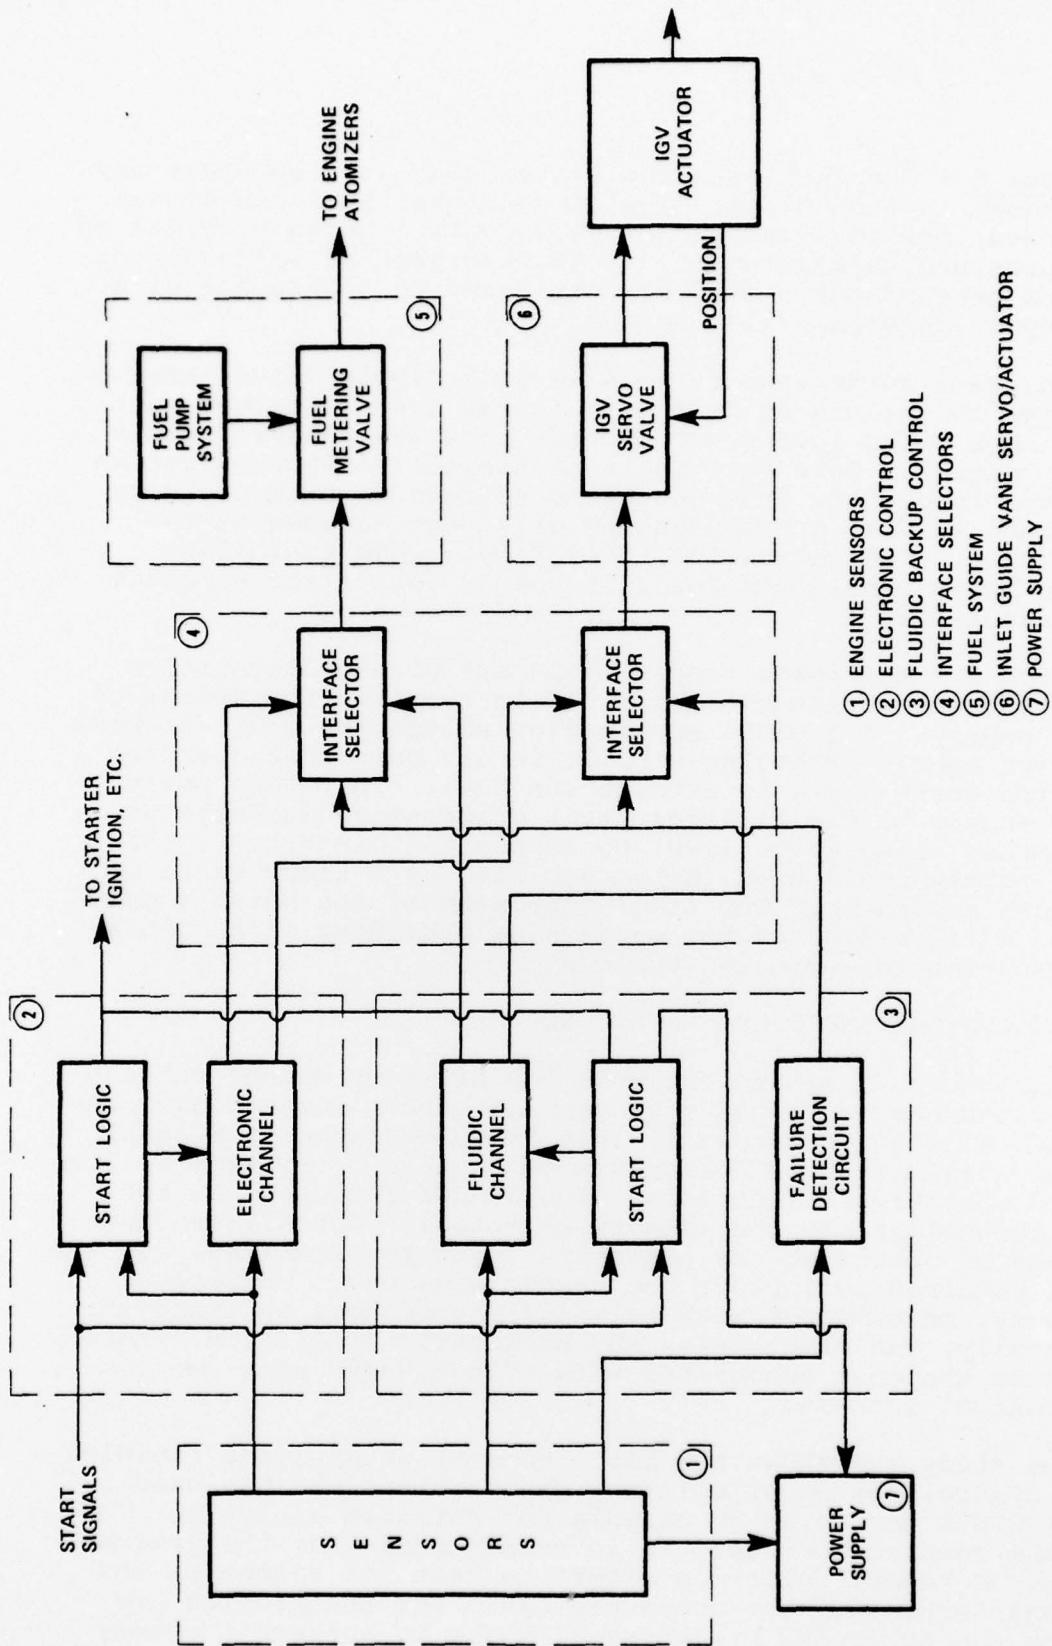 START
SIGNALS
SENSORS
1
POWER
SUPPLY
7
2
START LOGIC
ELECTRONIC
CHANNEL
TO STARTER
IGNITION, ETC.
3
FLUIDIC
CHANNEL
START LOGIC
FAILURE
DETECTION
CIRCUIT
4
INTERFACE
SELECTOR
INTERFACE
SELECTOR
FUEL
PUMP
SYSTEM
FUEL
METERING
VALVE
5
TO ENGINE
ATOMIZERS
6
IGV
SERVO
VALVE
POSITION
IGV
ACTUATOR
1 ENGINE SENSORS
2 ELECTRONIC CONTROL
3 FLUIDIC BACKUP CONTROL
4 INTERFACE SELECTORS
5 FUEL SYSTEM
6 INLET GUIDE VANE SERVO/ACTUATOR
7 POWER SUPPLY